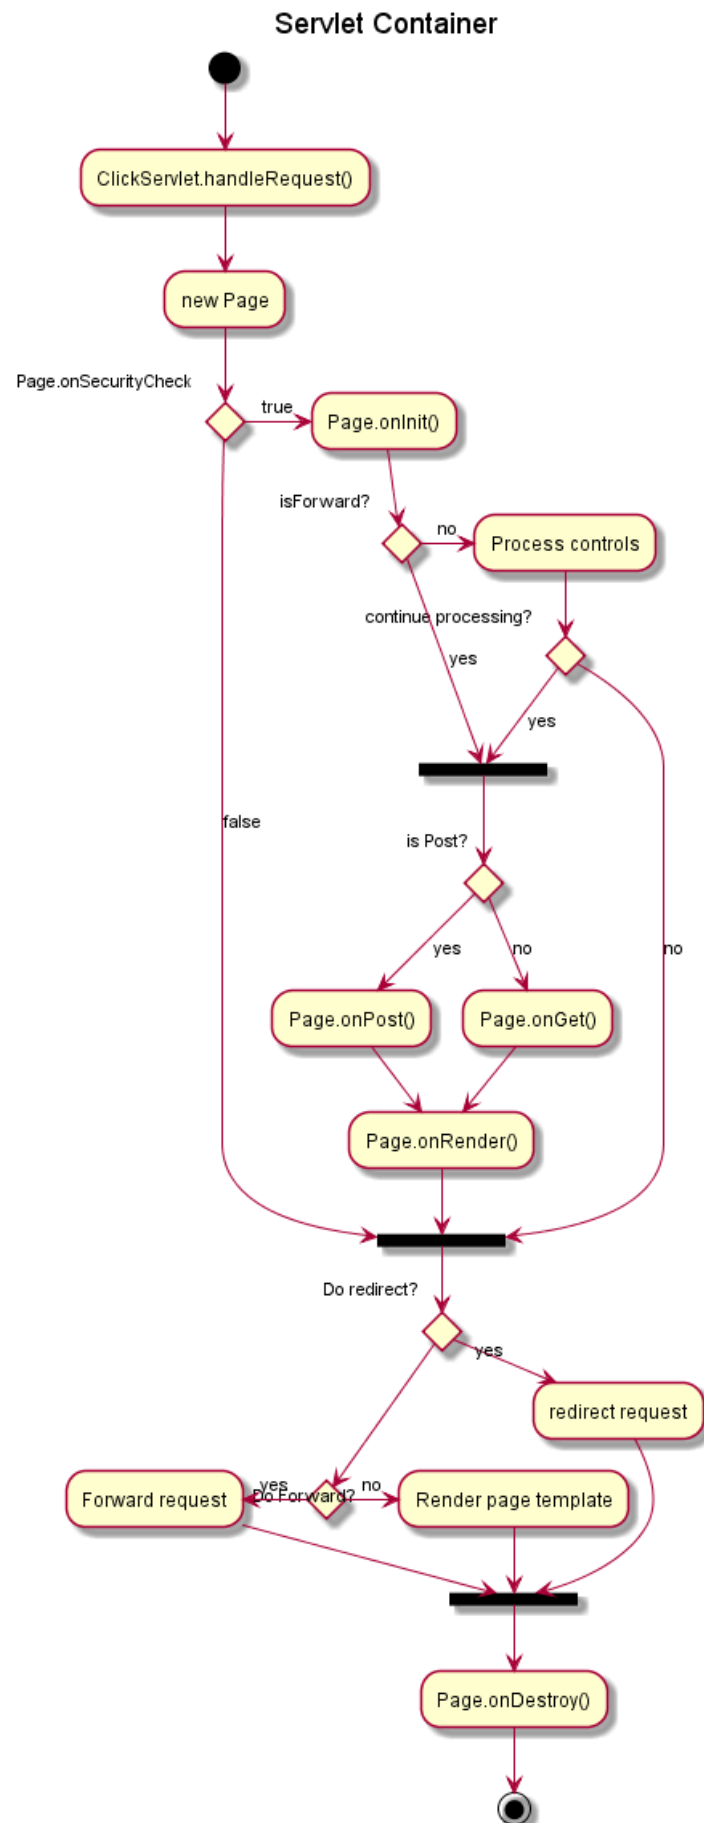 Servlet Container
ClickServlet.handleRequest()
new Page
Page.onSecurityCheck
true
Page.onInit()
isForward?
no
Process controls
continue processing?
yes
yes
false
is Post?
yes
no
no
Page.onPost()
Page.onGet()
Page.onRender()
Do redirect?
yes
redirect request
Forward request
yes
Do Forward?
no
Render page template
Page.onDestroy()